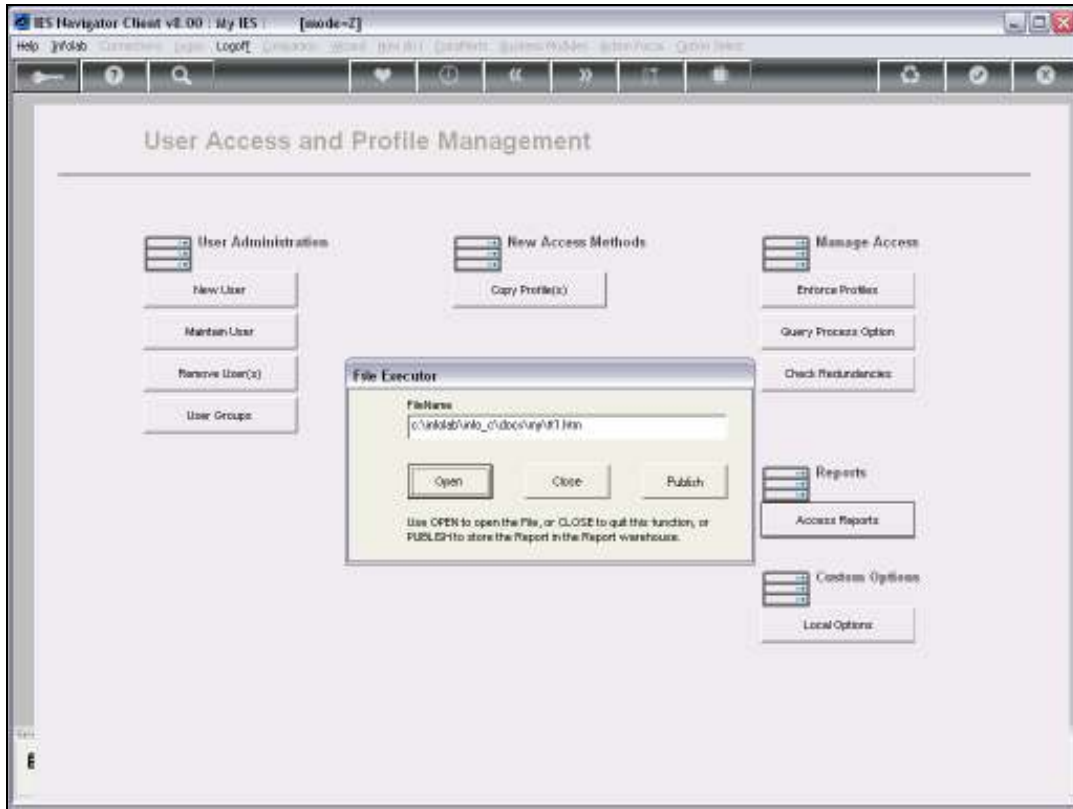 IES Navigator Client v8.00 : My IES : [mode=Z]
Help Infolab Connections Logoff
User Access and Profile Management
User Administration
New User
Maintain User
Remove User(s)
User Groups
New Access Methods
Copy Profile(s)
Manage Access
Enforce Profiles
Query Process Option
Check Redundancies
File Executor
FileName
c:\infolab\info_c\docs\my\#1.htm
Open Close Publish
Use OPEN to open the File, or CLOSE to quit this function, or
PUBLISH to store the Report in the Report warehouse.
Reports
Access Reports
Custom Options
Local Options